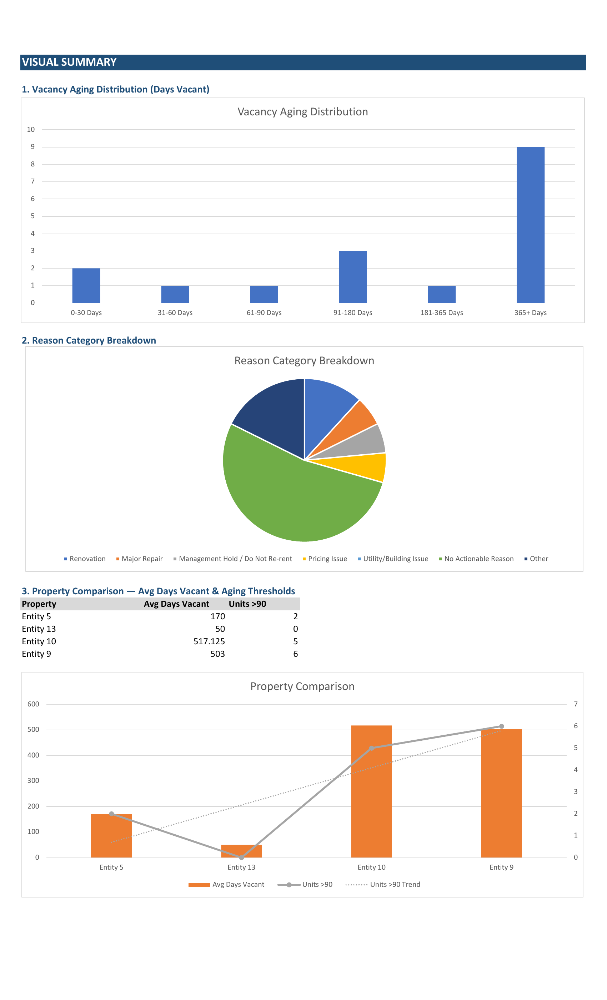 VISUAL SUMMARY
1. Vacancy Aging Distribution (Days Vacant)
Vacancy Aging Distribution
10
9
8
7
6
5
4
3
2
1
0
0-30 Days 31-60 Days 61-90 Days 91-180 Days 181-365 Days 365+ Days
2. Reason Category Breakdown
Reason Category Breakdown
Renovation Major Repair Management Hold / Do Not Re-rent Pricing Issue Utility/Building Issue No Actionable Reason Other
3. Property Comparison — Avg Days Vacant & Aging Thresholds
Property Avg Days Vacant Units >90
Entity 5 170 2
Entity 13 50 0
Entity 10 517.125 5
Entity 9 503 6
Property Comparison
600 7
500 6
400 5
300 4
200 3
100 2
0 1
0
Entity 5 Entity 13 Entity 10 Entity 9
Avg Days Vacant Units >90 Units >90 Trend